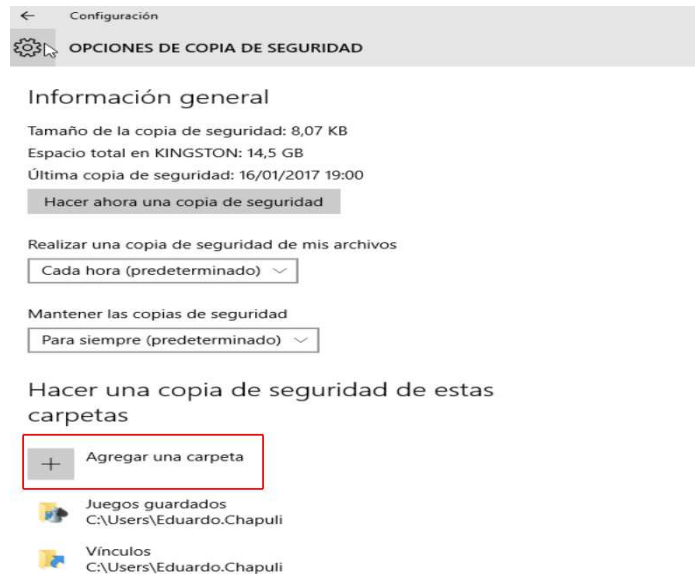 Configuración
OPCIONES DE COPIA DE SEGURIDAD
Información general
Tamaño de la copia de seguridad: 8,07 KB
Espacio total en KINGSTON: 14,5 GB
Última copia de seguridad: 16/01/2017 19:00
Hacer ahora una copia de seguridad
Realizar una copia de seguridad de mis archivos
Cada hora (predeterminado)
Mantener las copias de seguridad
Para siempre (predeterminado)
Hacer una copia de seguridad de estas
carpetas
Agregar una carpeta
Juegos guardados
C:\Users\Eduardo.Chapuli
Vínculos
C:\Users\Eduardo.Chapuli